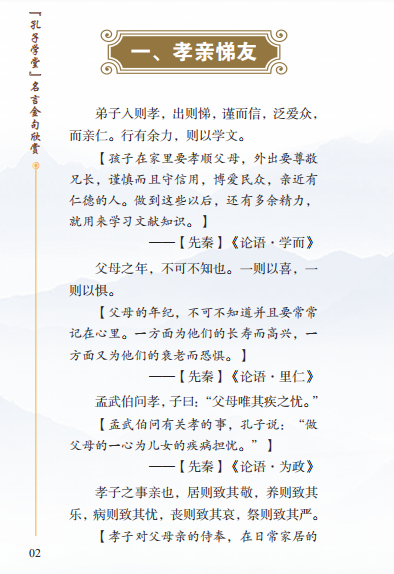 『孔子学堂』名言金句欣赏
一、孝亲悌友
弟子入则孝，出则悌，谨而信，泛爱众，
而亲仁。行有余力，则以学文。
【孩子在家里要孝顺父母，外出要尊敬
兄长，谨慎而且守信用，博爱民众，亲近有
仁德的人。做到这些以后，还有多余精力，
就用来学习文献知识。】
——【先秦】《论语·学而》
父母之年，不可不知也。一则以喜，一
则以惧。
【父母的年纪，不可不知道并且要常常
记在心里。一方面为他们的长寿而高兴，一
方面又为他们的衰老而恐惧。】
——【先秦】《论语·里仁》
孟武伯问孝，子曰：“父母唯其疾之忧。”
【孟武伯问有关孝的事，孔子说：“做
父母的一心为儿女的疾病担忧。”】
——【先秦】《论语·为政》
孝子之事亲也，居则致其敬，养则致其
乐，病则致其忧，丧则致其哀，祭则致其严。
【孝子对父母亲的侍奉，在日常家居的
02